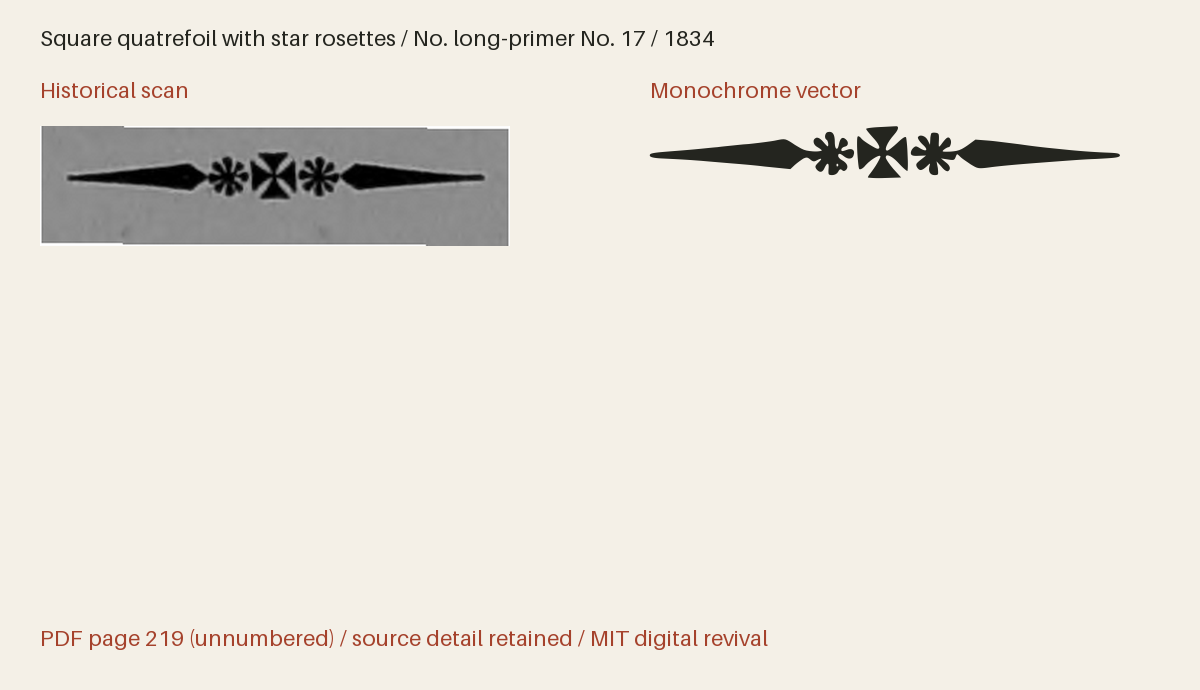 Square quatrefoil with star rosettes / No. long-primer No. 17 / 1834
Historical scan
Monochrome vector
PDF page 219 (unnumbered) / source detail retained / MIT digital revival